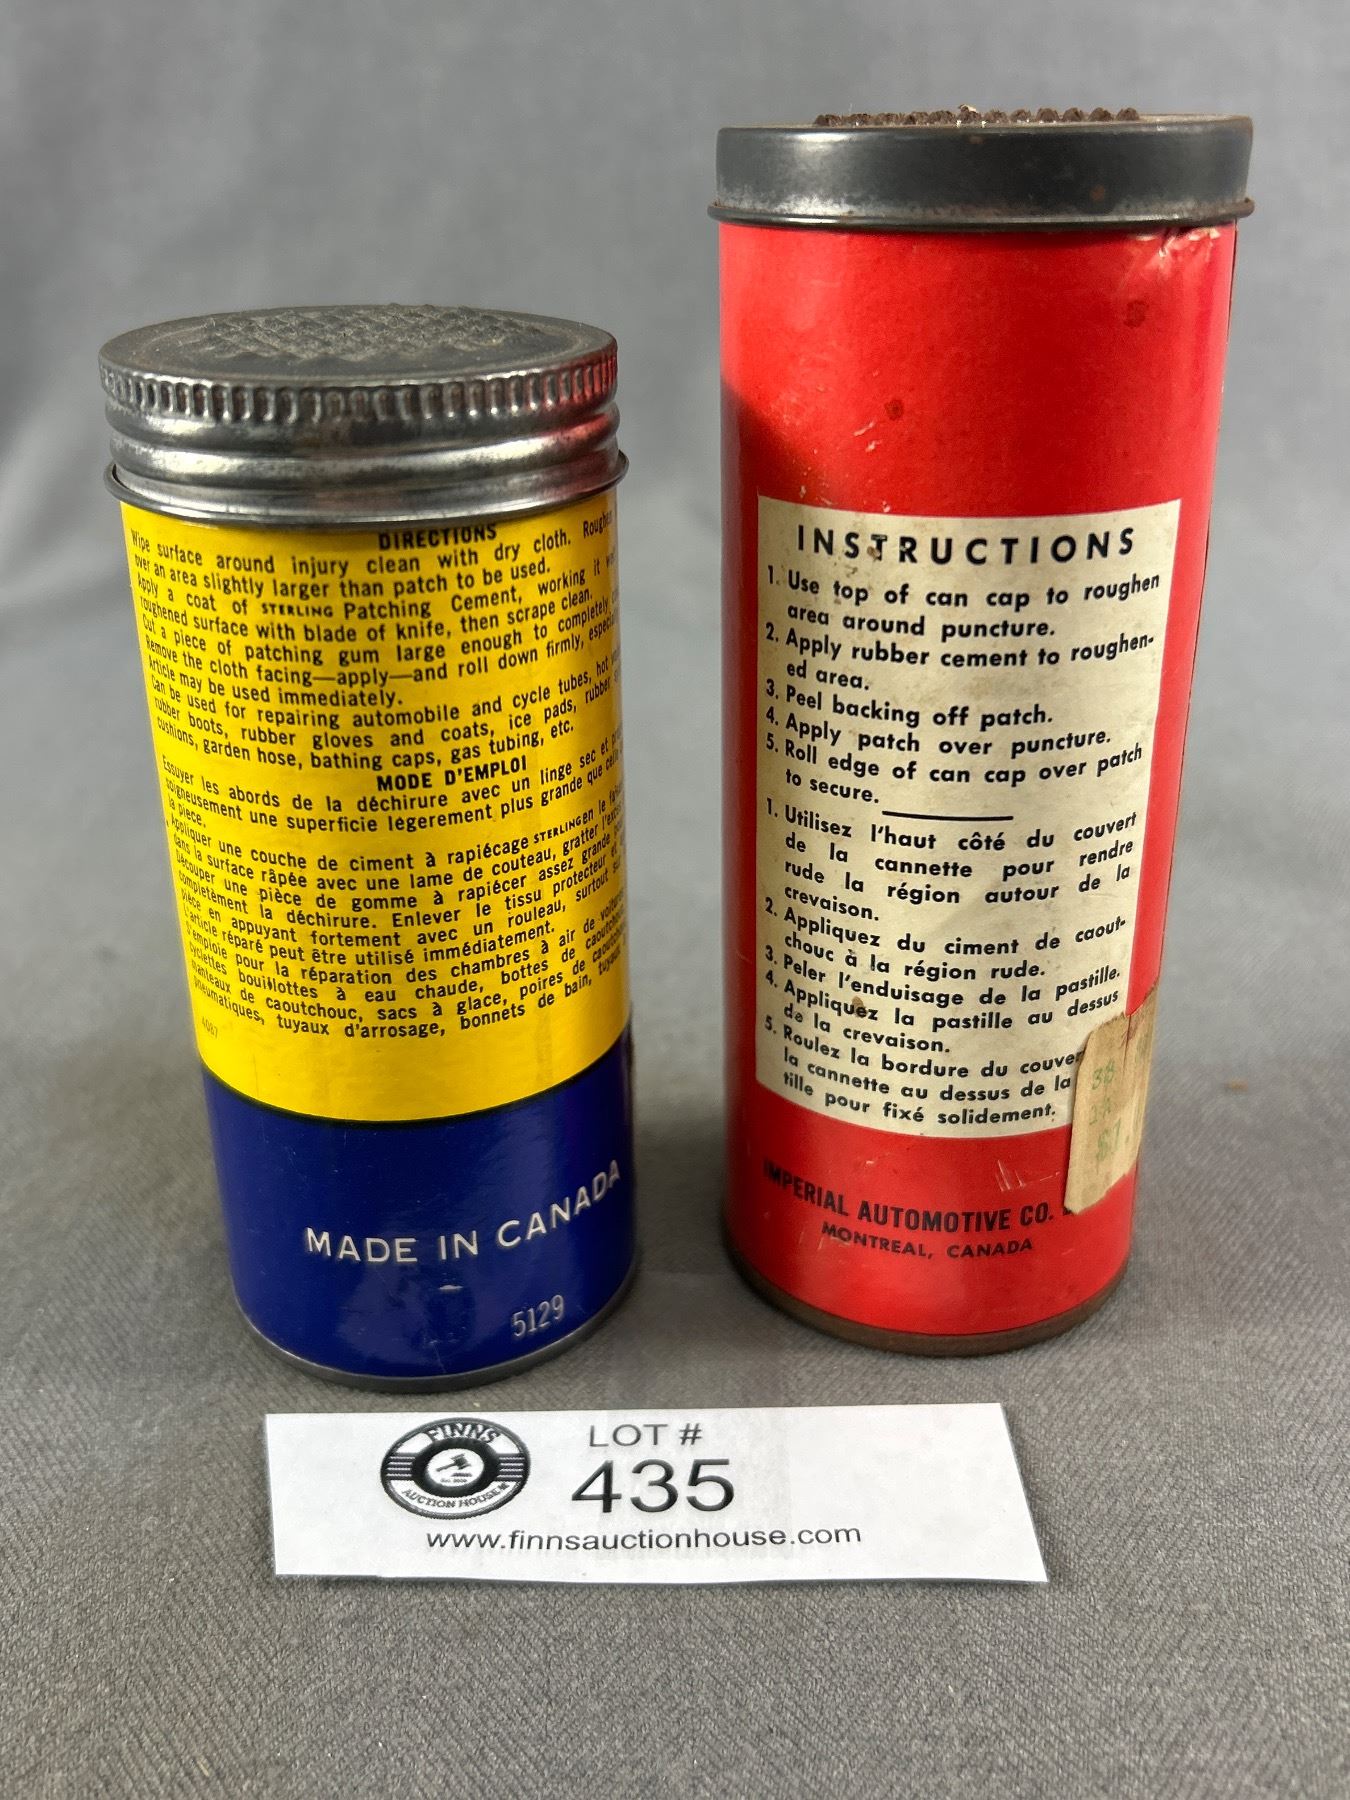 DIRECTIONS
Wipe surface around injury clean with dry cloth. Roughen
over an area slightly larger than patch to be used.
Apply a coat of STERLING Patching Cement, working it
roughened surface with blade of knife, then scrape clean.
Cut a piece of patching gum large enough to completely
Remove the cloth facing—apply—and roll down firmly,
Article may be used immediately.
Can be used for repairing automobile and cycle tubes, hot
rubber boots, rubber gloves and coats, ice pads, rubber
cushions, garden hose, bathing caps, gas tubing, etc.
MODE D'EMPLOI
Essuyer les abords de la déchirure avec un linge sec et
soigneusement une superficie légerement plus grande que celle
la pièce.
Appliquer une couche de ciment à rapiécage STERLING en le
dans la surface râpée avec une lame de couteau, gratter
Découper une pièce de gomme à rapiécer assez grande
complètement la déchirure. Enlever le tissu protecteur et
pièce en appuyant fortement avec un rouleau, surtout
L'article réparé peut être utilisé immédiatement.
S'emploie pour la réparation des chambres à air de
cyclettes bouillottes à eau chaude, bottes de caoutchouc
manteaux de caoutchouc, sacs à glace, poires de caoutchouc
pneumatiques, tuyaux d'arrosage, bonnets de bain, tuyaux
4087
MADE IN CANADA
5129
INSTRUCTIONS
1. Use top of can cap to roughen
area around puncture.
2. Apply rubber cement to roughen-
ed area.
3. Peel backing off patch.
4. Apply patch over puncture.
5. Roll edge of can cap over patch
to secure.
1. Utilisez l'haut côté du couvert
de la cannette pour rendre
rude la région autour de la
crevaison.
2. Appliquez du ciment de caout-
chouc à la région rude.
3. Peler l'enduisage de la pastille.
4. Appliquez la pastille au dessus
de la crevaison.
5. Roulez la bordure du couver
la cannette au dessus de la
tille pour fixé solidement.
IMPERIAL AUTOMOTIVE CO.
MONTREAL, CANADA
FINNS
AUCTION HOUSE
LOT #
435
www.finnsauctionhouse.com